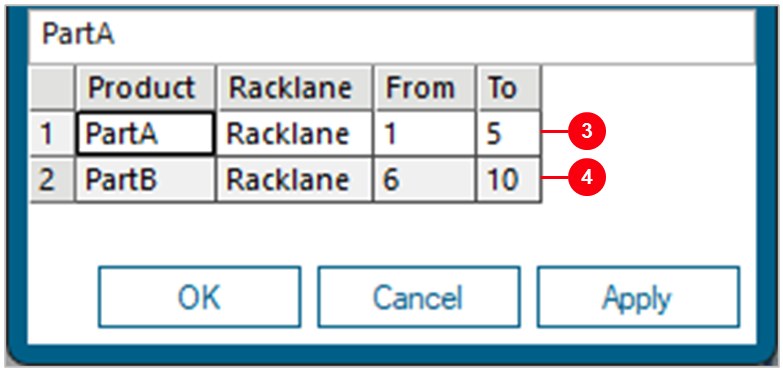 PartA
Product Racklane From To
1 PartA Racklane 1 5 3
2 PartB Racklane 6 10 4
OK Cancel Apply